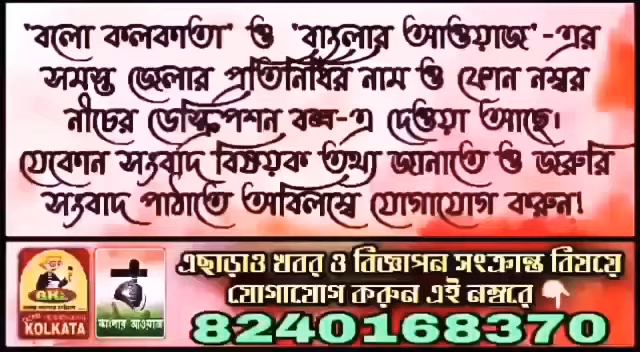 'বলো কলকাতা' ও 'বাংলার আওয়াজ'-এর
সমস্ত জেলার প্রতিনিধির নাম ও ফোন নম্বর
নীচের ডেস্ক্রিপশন বক্স-এ দেওয়া আছে।
যেকোন সংবাদ বিষয়ক তথ্য জানাতে ও জরুরি
সংবাদ পাঠাতে অবিলম্বে যোগাযোগ করুন!
এছাড়াও খবর ও বিজ্ঞাপন সংক্রান্ত বিষয়ে
যোগাযোগ করুন এই নম্বরে
8240168370
KOLKATA
বাংলার আওয়াজ